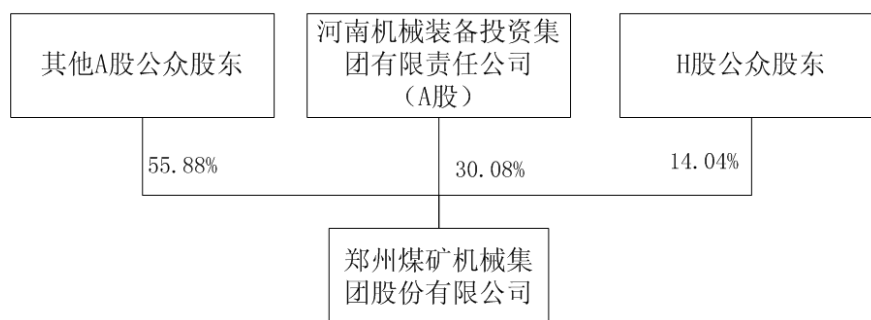 其他A股公众股东
河南机械装备投资集
团有限责任公司
（A股）
H股公众股东
55.88%
30.08%
14.04%
郑州煤矿机械集
团股份有限公司